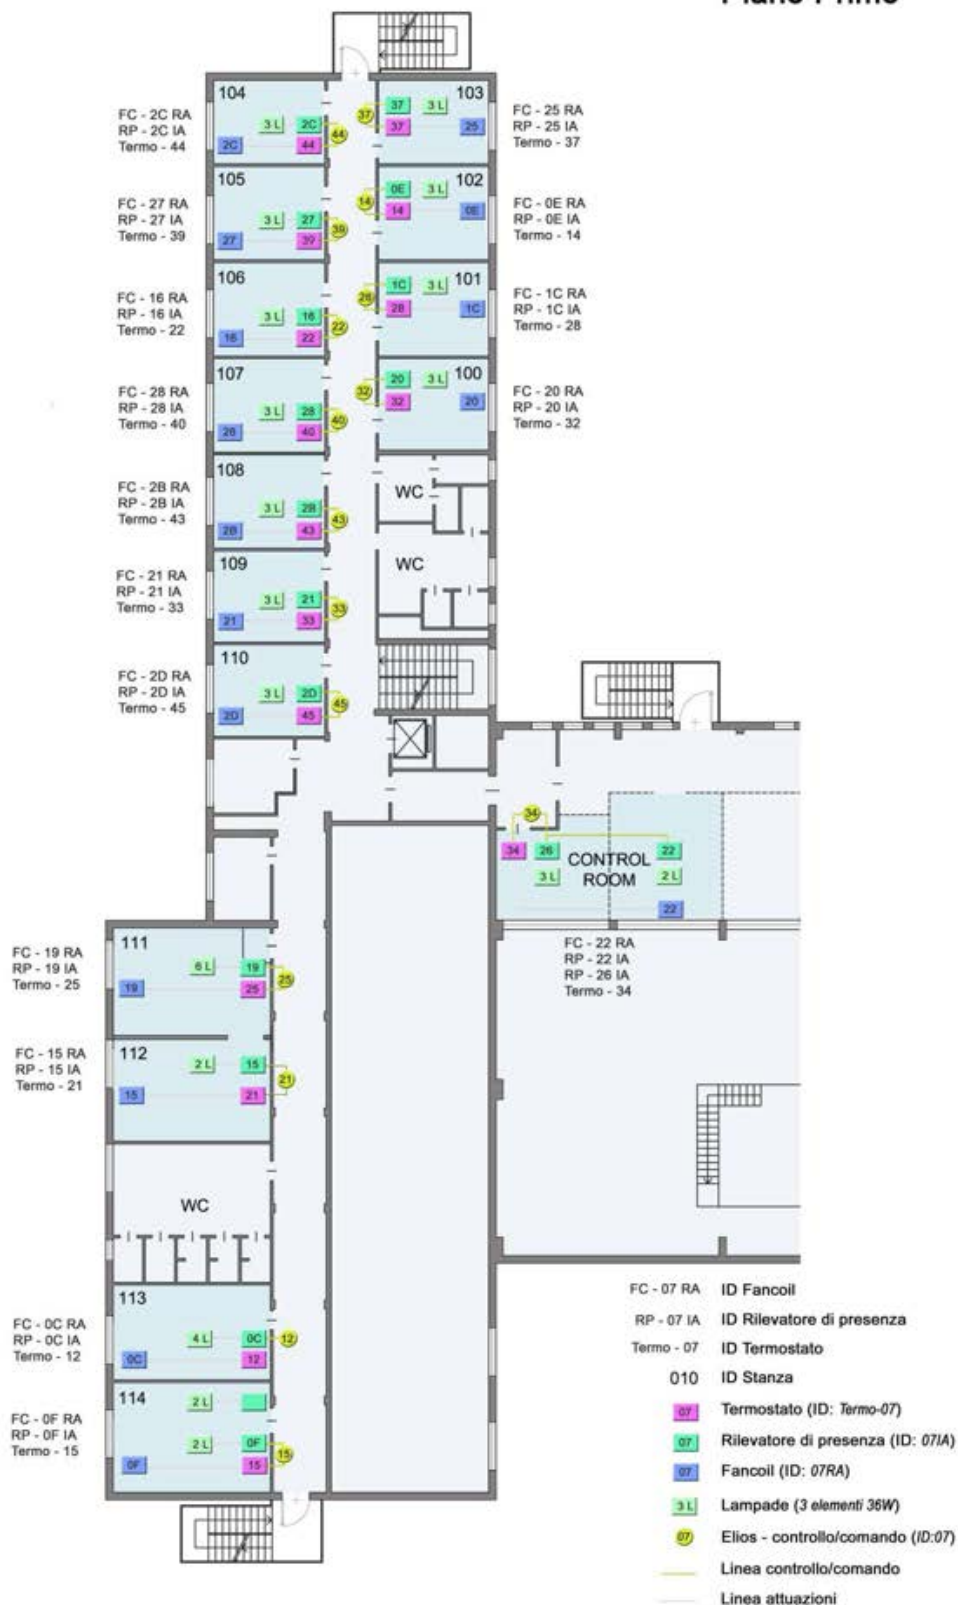 Piano Primo
104
2C
3 L
2C
44
44
FC - 2C RA
RP - 2C IA
Termo - 44
37
37
3 L
103
37
25
FC - 25 RA
RP - 25 IA
Termo - 37
105
3 L
27
39
27
39
FC - 27 RA
RP - 27 IA
Termo - 39
14
0E
3 L
102
14
0E
FC - 0E RA
RP - 0E IA
Termo - 14
106
3 L
16
22
16
22
FC - 16 RA
RP - 16 IA
Termo - 22
28
1C
3 L
101
28
1C
FC - 1C RA
RP - 1C IA
Termo - 28
107
3 L
28
40
28
40
FC - 28 RA
RP - 28 IA
Termo - 40
32
20
3 L
100
32
20
FC - 20 RA
RP - 20 IA
Termo - 32
108
3 L
2B
43
2B
43
FC - 2B RA
RP - 2B IA
Termo - 43
WC
109
3 L
21
33
21
33
FC - 21 RA
RP - 21 IA
Termo - 33
WC
110
3 L
2D
45
2D
45
FC - 2D RA
RP - 2D IA
Termo - 45
34
34
26
22
CONTROL
ROOM
3 L
2 L
22
FC - 22 RA
RP - 22 IA
RP - 26 IA
Termo - 34
111
6 L
19
25
19
25
FC - 19 RA
RP - 19 IA
Termo - 25
112
2 L
15
21
15
21
FC - 15 RA
RP - 15 IA
Termo - 21
WC
113
4 L
0C
12
0C
12
FC - 0C RA
RP - 0C IA
Termo - 12
114
2 L
2 L
0F
15
0F
15
FC - 0F RA
RP - 0F IA
Termo - 15
FC - 07 RA ID Fancoil
RP - 07 IA ID Rilevatore di presenza
Termo - 07 ID Termostato
010 ID Stanza
07 Termostato (ID: Termo-07)
07 Rilevatore di presenza (ID: 07IA)
07 Fancoil (ID: 07RA)
3 L Lampade (3 elementi 36W)
07 Elios - controllo/comando (ID:07)
Linea controllo/comando
Linea attuazioni